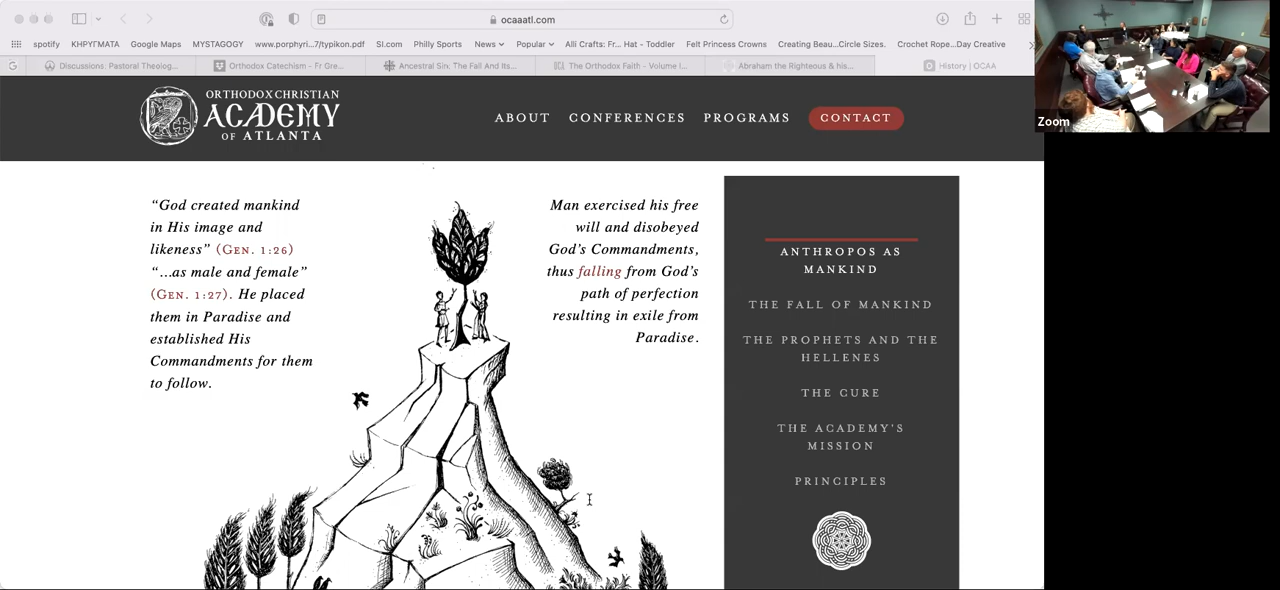 ocaaatl.com
spotify
ΚΗΡΥΓΜΑΤΑ
Google Maps
MYSTAGOGY
www.porphyri...7/typikon.pdf
SI.com
Philly Sports
News
Popular
Alli Crafts: Fr... Hat - Toddler
Felt Princess Crowns
Creating Beau...Circle Sizes.
Crochet Rope...Day Creative
Discussions: Pastoral Theolog...
Orthodox Catechism - Fr Gre...
Ancestral Sin, The Fall And Its...
The Orthodox Faith - Volume I...
Abraham the Righteous & his...
History | OCAA
ORTHODOX CHRISTIAN
ACADEMY
OF ATLANTA
ABOUT
CONFERENCES
PROGRAMS
CONTACT
Zoom
“God created mankind
in His image and
likeness” (GEN. 1:26)
“...as male and female”
(GEN. 1:27). He placed
them in Paradise and
established His
Commandments for them
to follow.
Man exercised his free
will and disobeyed
God’s Commandments,
thus falling from God’s
path of perfection
resulting in exile from
Paradise.
ANTHROPOS AS
MANKIND
THE FALL OF MANKIND
THE PROPHETS AND THE
HELLENES
THE CURE
THE ACADEMY'S
MISSION
PRINCIPLES